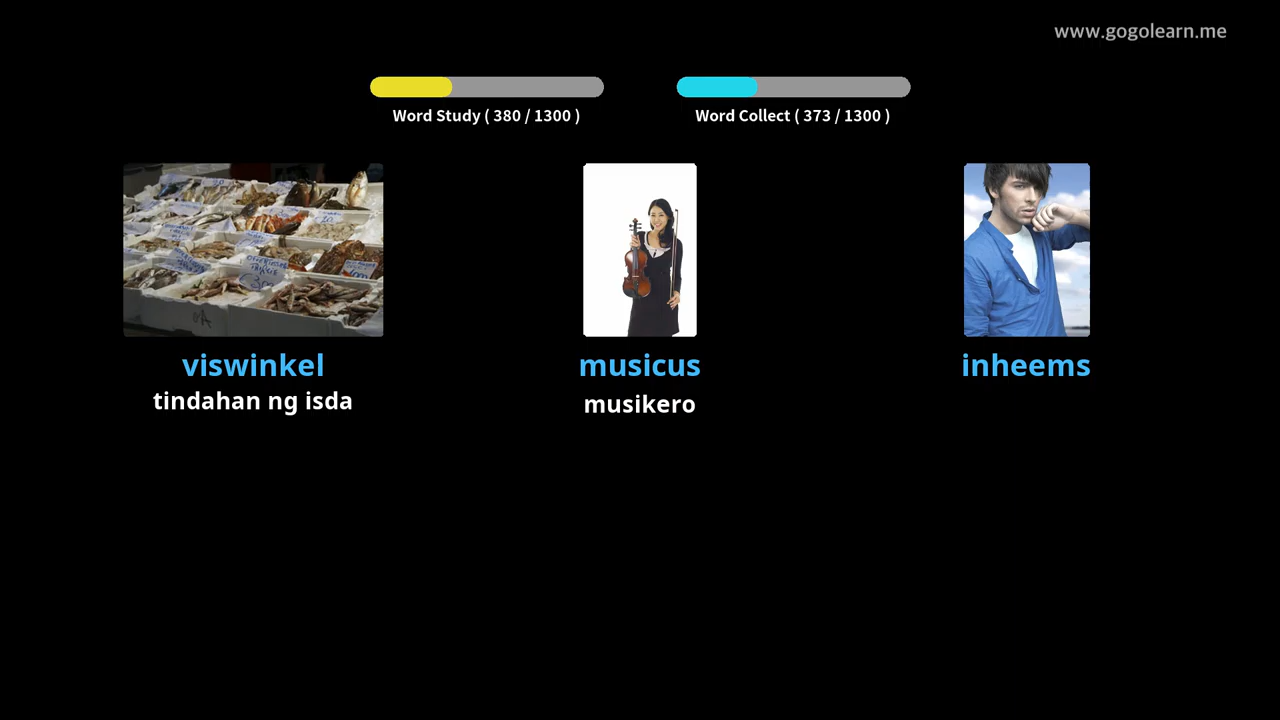 www.gogolearn.me
Word Study ( 380 / 1300 )
Word Collect ( 373 / 1300 )
viswinkel
tindahan ng isda
musicus
musikero
inheems